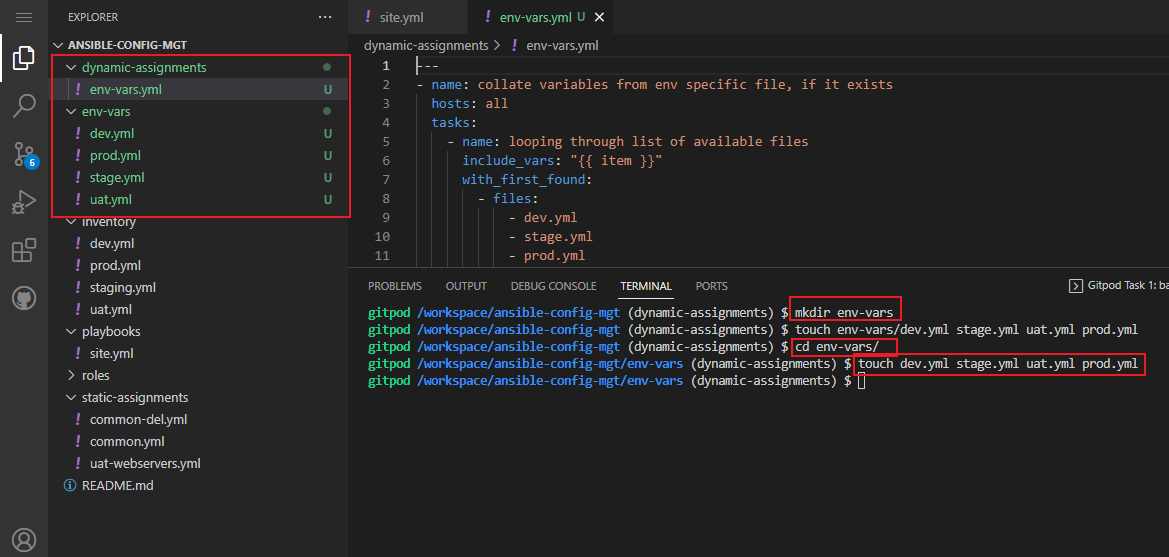 EXPLORER
ANSIBLE-CONFIG-MGT
dynamic-assignments
! env-vars.yml U
env-vars
! dev.yml U
! prod.yml U
! stage.yml U
! uat.yml U
inventory
! dev.yml
! prod.yml
! staging.yml
! uat.yml
playbooks
! site.yml
roles
static-assignments
! common-del.yml
! common.yml
! uat-webservers.yml
README.md
6
! site.yml ! env-vars.yml U
dynamic-assignments > ! env-vars.yml
1 ---
2 - name: collate variables from env specific file, if it exists
3 hosts: all
4 tasks:
5 - name: looping through list of available files
6 include_vars: "{{ item }}"
7 with_first_found:
8 - files:
9 - dev.yml
10 - stage.yml
11 - prod.yml
PROBLEMS OUTPUT DEBUG CONSOLE TERMINAL PORTS Gitpod Task 1: ba
gitpod /workspace/ansible-config-mgt (dynamic-assignments) $ mkdir env-vars
gitpod /workspace/ansible-config-mgt (dynamic-assignments) $ touch env-vars/dev.yml stage.yml uat.yml prod.yml
gitpod /workspace/ansible-config-mgt (dynamic-assignments) $ cd env-vars/
gitpod /workspace/ansible-config-mgt/env-vars (dynamic-assignments) $ touch dev.yml stage.yml uat.yml prod.yml
gitpod /workspace/ansible-config-mgt/env-vars (dynamic-assignments) $